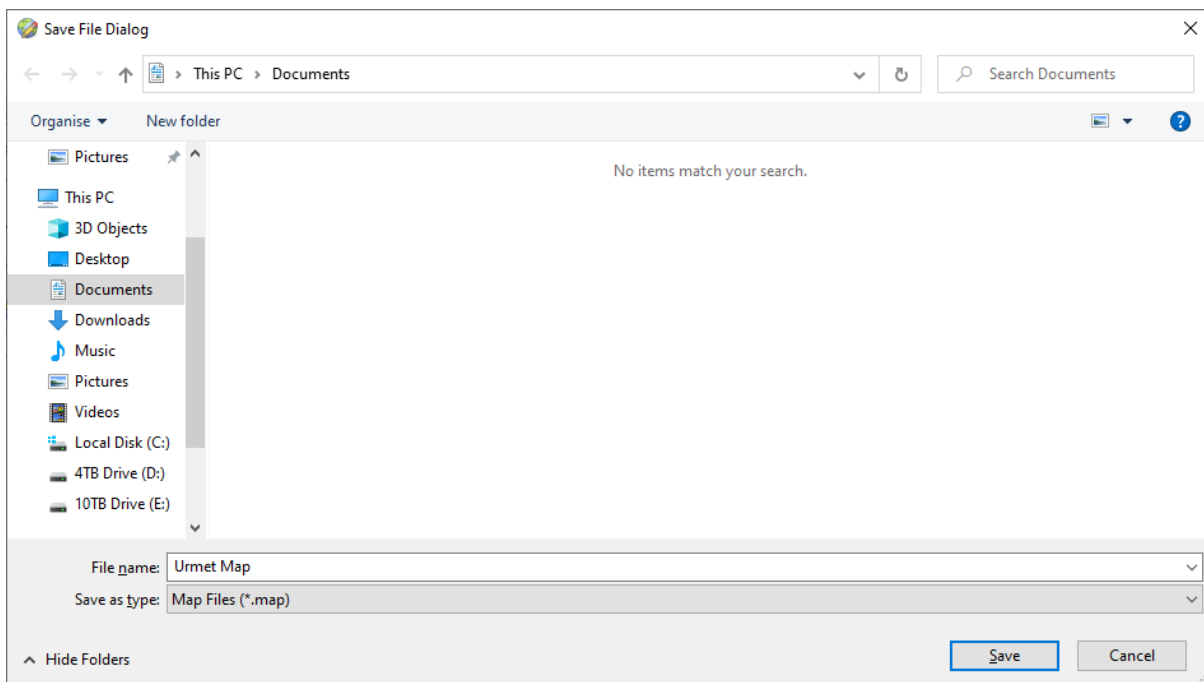 Save File Dialog
This PC > Documents
Search Documents
Organise
New folder
No items match your search.
Pictures
This PC
3D Objects
Desktop
Documents
Downloads
Music
Pictures
Videos
Local Disk (C:)
4TB Drive (D:)
10TB Drive (E:)
File name: Urmet Map
Save as type: Map Files (*.map)
Hide Folders
Save
Cancel